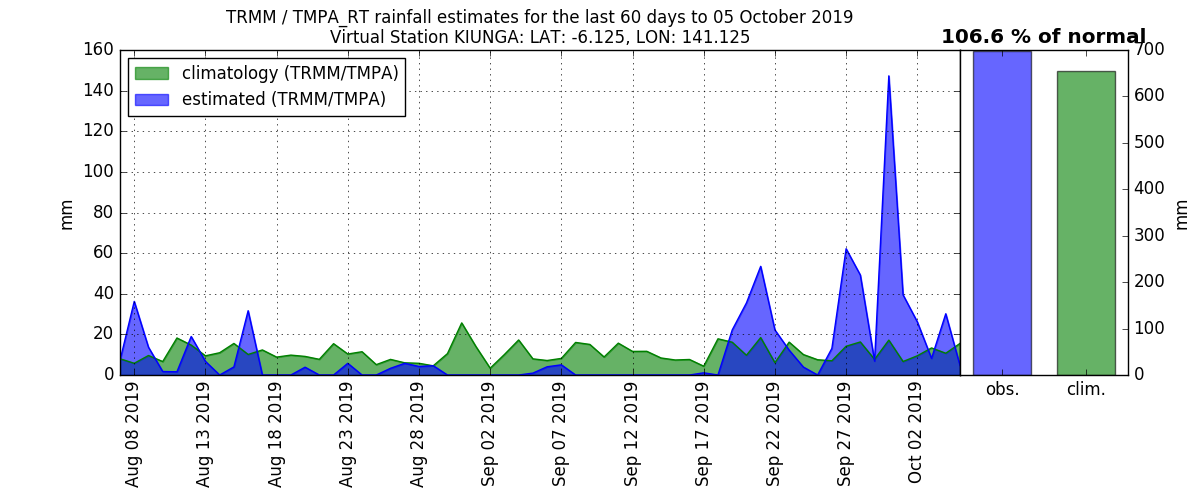 TRMM / TMPA_RT rainfall estimates for the last 60 days to 05 October 2019
Virtual Station KIUNGA: LAT: -6.125, LON: 141.125
106.6 % of normal
climatology (TRMM/TMPA)
estimated (TRMM/TMPA)
160
140
120
100
80
60
40
20
0
mm
Aug 08 2019
Aug 13 2019
Aug 18 2019
Aug 23 2019
Aug 28 2019
Sep 02 2019
Sep 07 2019
Sep 12 2019
Sep 17 2019
Sep 22 2019
Sep 27 2019
Oct 02 2019
obs.
clim.
700
600
500
400
300
200
100
0
mm